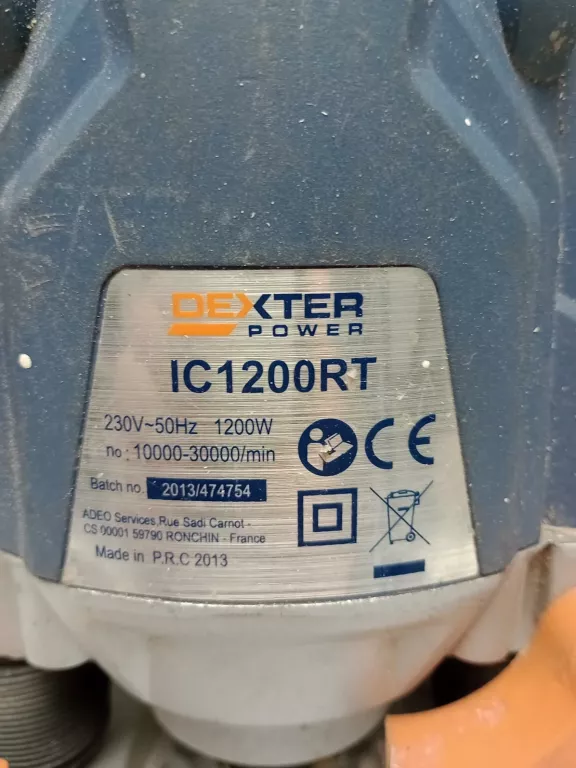 DEXTER
POWER
IC1200RT
230V~50Hz 1200W
no : 10000-30000/min
Batch no. 2013/474754
ADEO Services,Rue Sadi Carnot -
CS 00001 59790 RONCHIN - France
Made in P.R.C 2013
CE